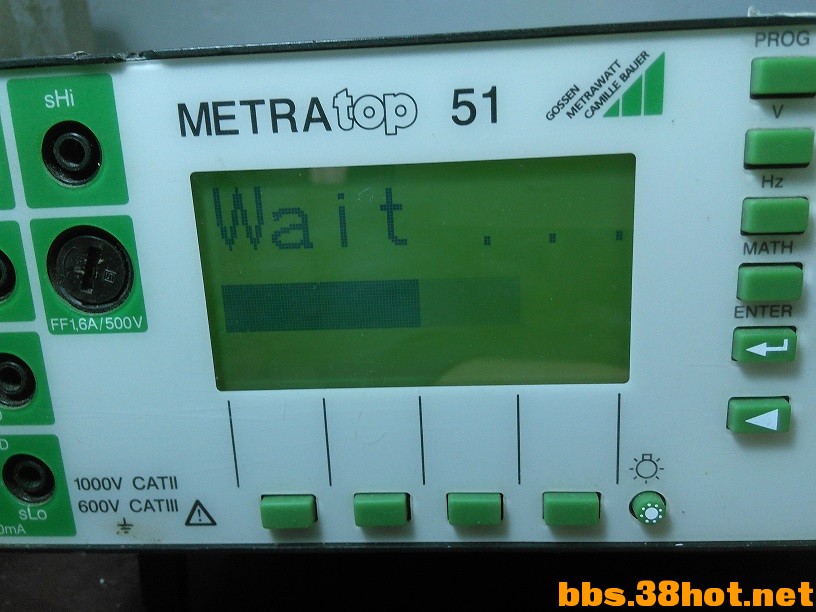 PROG
sHi
METRAtop 51
GOSSEN
METRAWATT
CAMILLE BAUER
V
Wait ...
Hz
MATH
ENTER
FF1,6A/500V
1000V CATII
600V CATIII
sLo
bbs.38hot.net